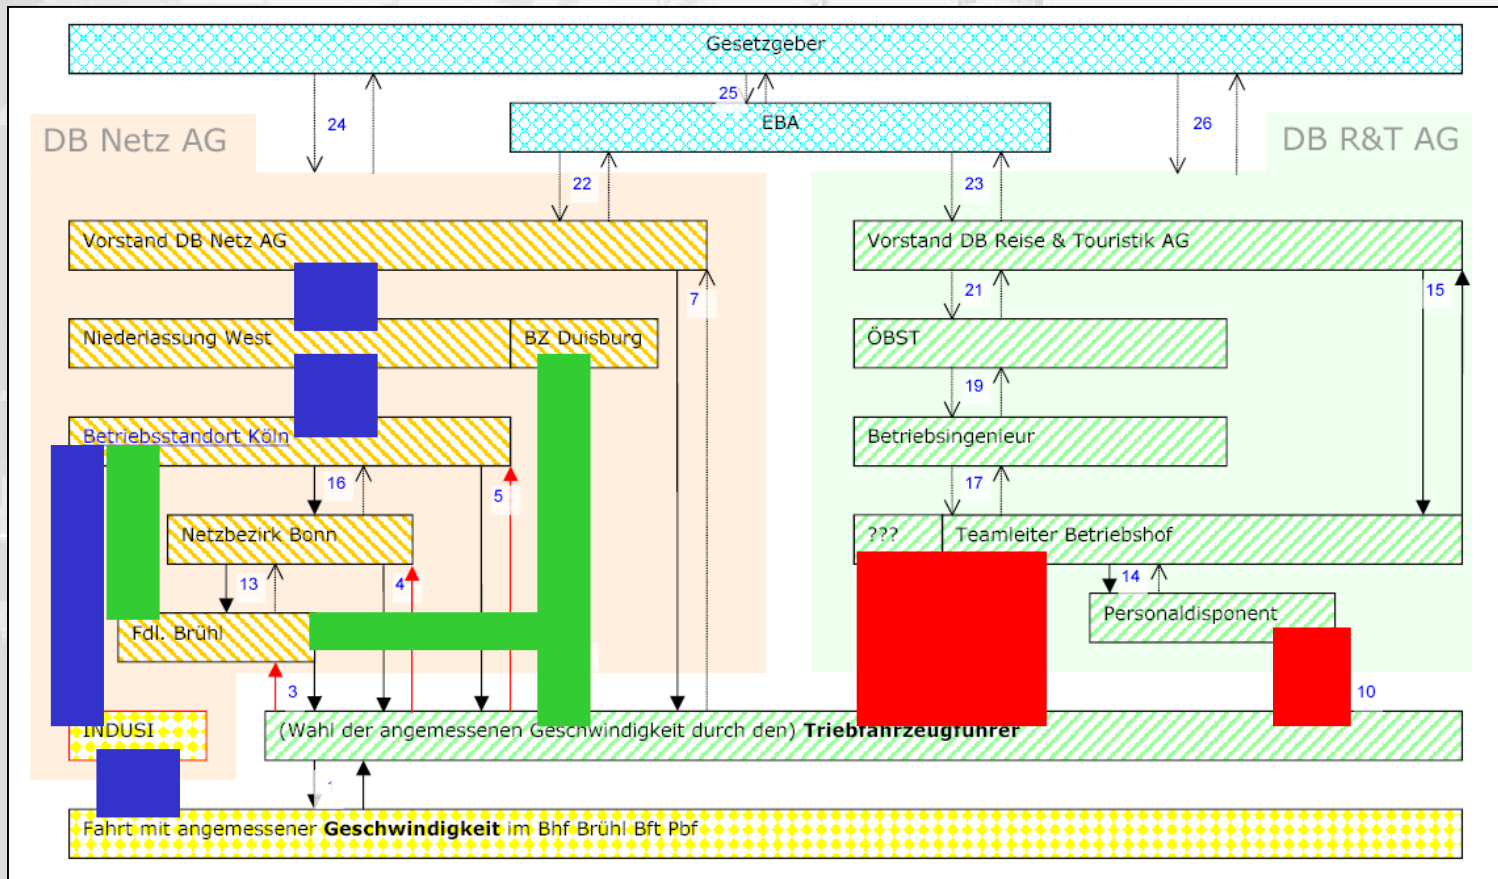 Gesetzgeber
25
EBA
24
26
DB Netz AG
DB R&T AG
22
23
Vorstand DB Netz AG
Vorstand DB Reise & Touristik AG
7
21
15
Niederlassung West
BZ Duisburg
ÖBST
19
Betriebsstandort Köln
Betriebsingenieur
16
5
17
Netzbezirk Bonn
???
Teamleiter Betriebshof
13
4
14
Personaldisponent
Fdl. Brühl
3
10
INDUSI
(Wahl der angemessenen Geschwindigkeit durch den) Triebfahrzeugführer
1
Fahrt mit angemessener Geschwindigkeit im Bhf Brühl Bft Pbf